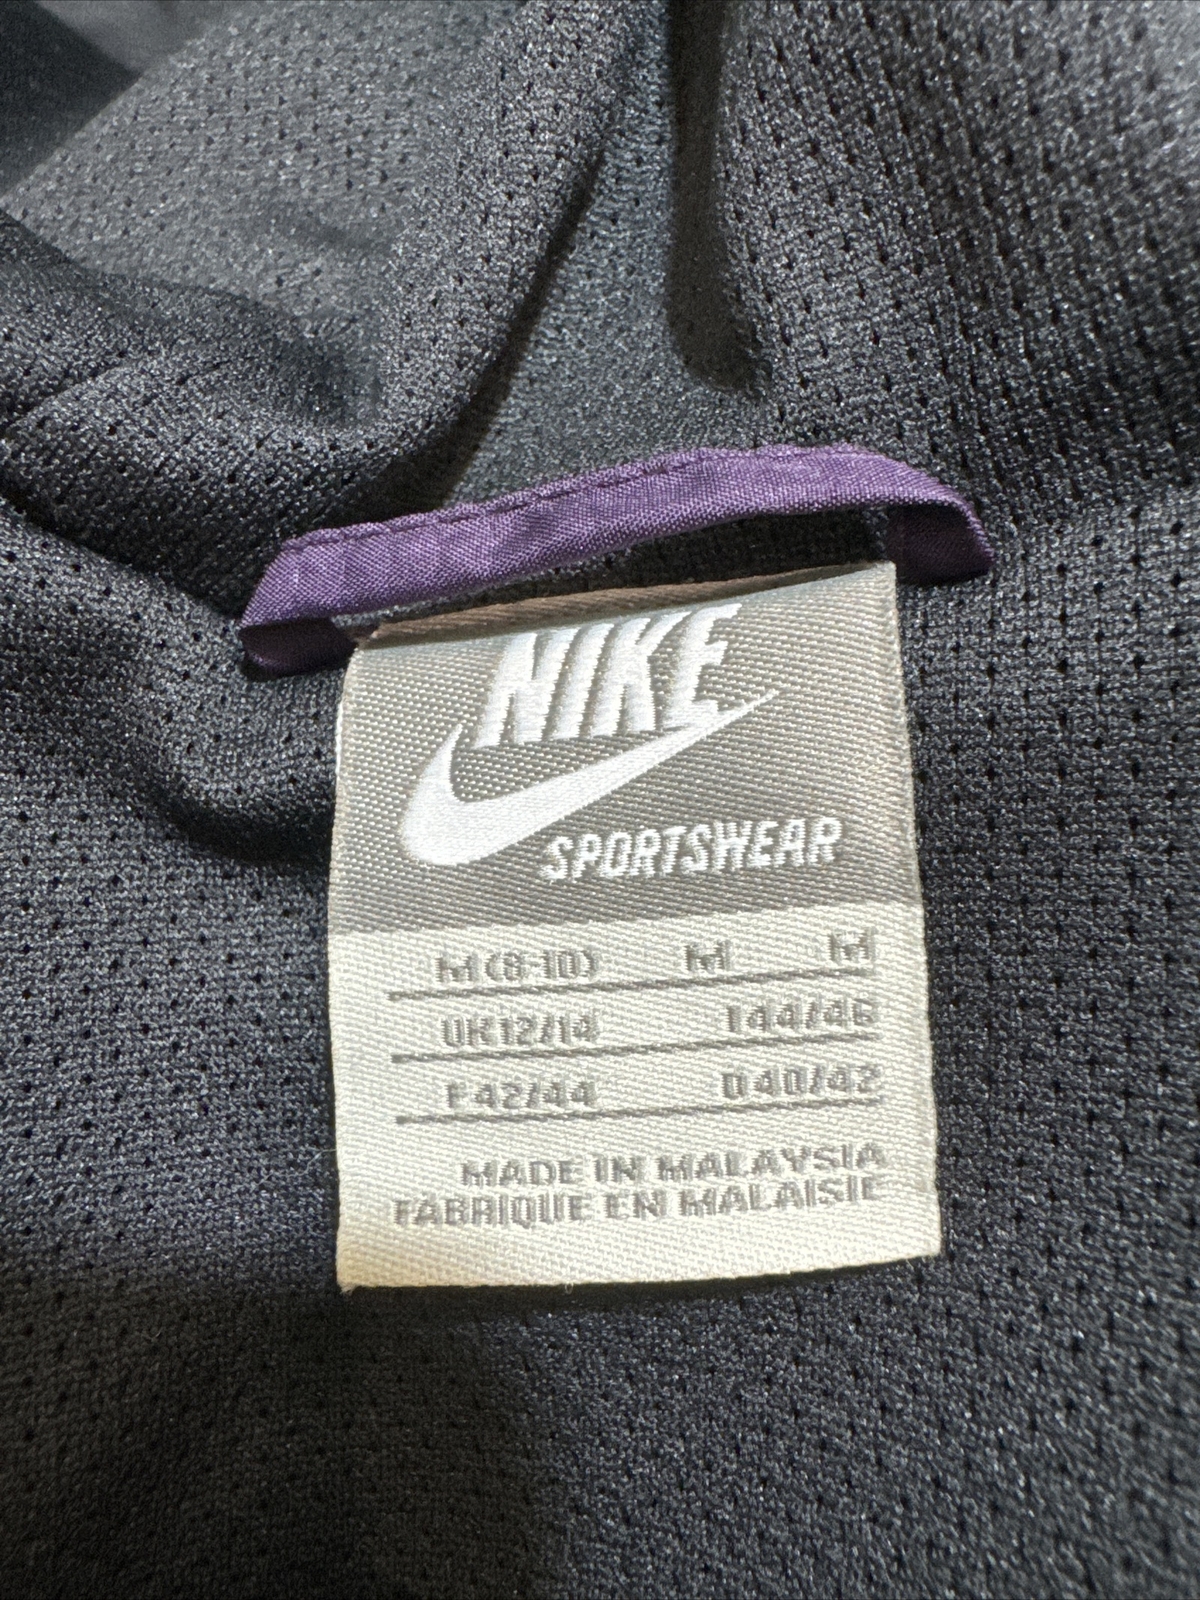 NIKE
SPORTSWEAR
M(8-10) M M
UK12/14 I44/46
F42/44 D40/42
MADE IN MALAYSIA
FABRIQUE EN MALAISIE